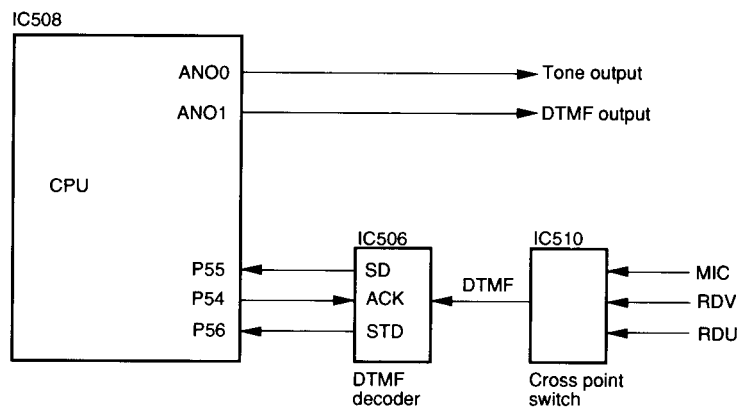 IC508
ANO0
Tone output
ANO1
DTMF output
CPU
IC506
IC510
P55
SD
MIC
DTMF
P54
ACK
RDV
P56
STD
RDU
DTMF
decoder
Cross point
switch